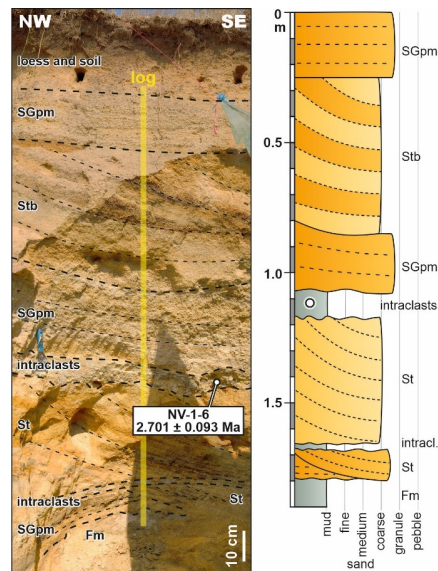 NW
SE
loess and soil
log
SGpm
Stb
SGpm
intraclasts
NV-1-6
2.701 ± 0.093 Ma
St
intraclasts
St
SGpm
Fm
10 cm
0
m
0.5
1.0
1.5
SGpm
Stb
SGpm
intraclasts
St
intracl.
St
Fm
mud
fine
medium
coarse
granule
pebble
sand